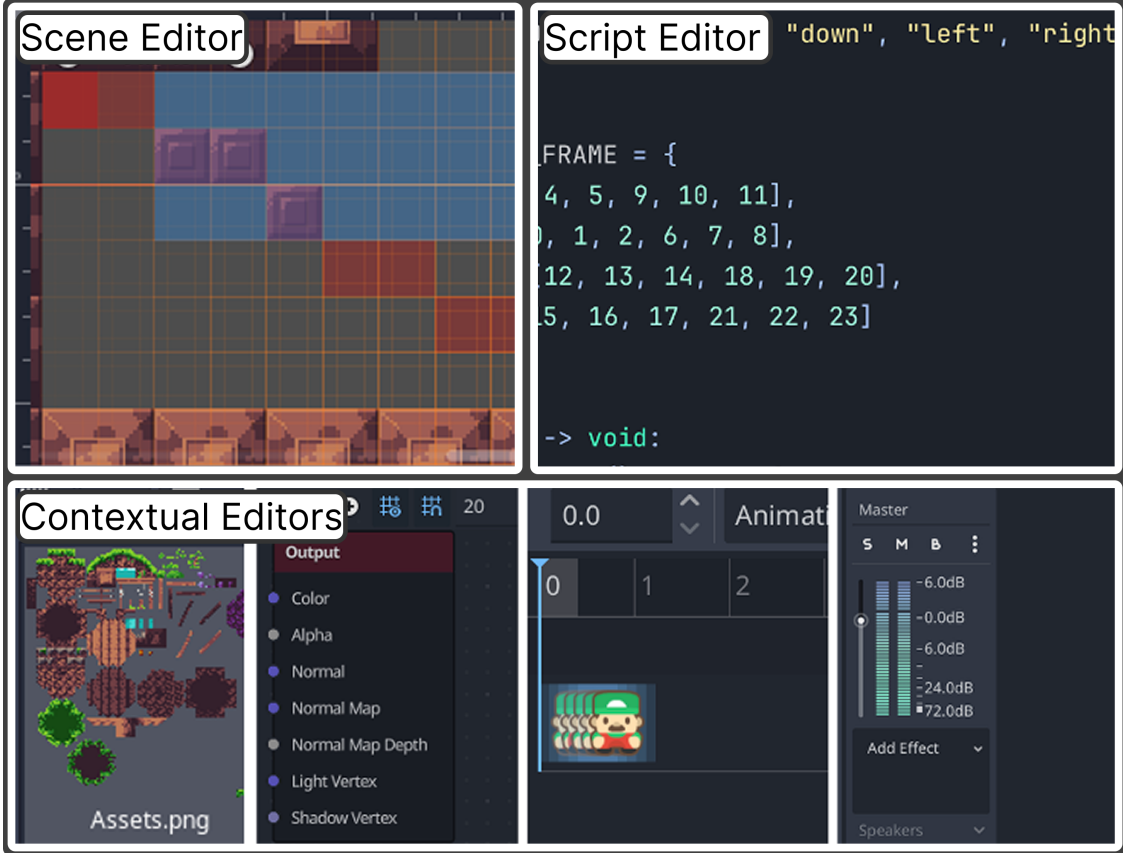 Scene Editor
Script Editor
"down", "left", "right
_FRAME = {
4, 5, 9, 10, 11],
, 1, 2, 6, 7, 8],
[12, 13, 14, 18, 19, 20],
15, 16, 17, 21, 22, 23]
-> void:
Contextual Editors
20
Assets.png
Output
Color
Alpha
Normal
Normal Map
Normal Map Depth
Light Vertex
Shadow Vertex
0.0
Animati
0 1 2
Master
S M B
-6.0dB
-0.0dB
-6.0dB
-24.0dB
72.0dB
Add Effect
Speakers